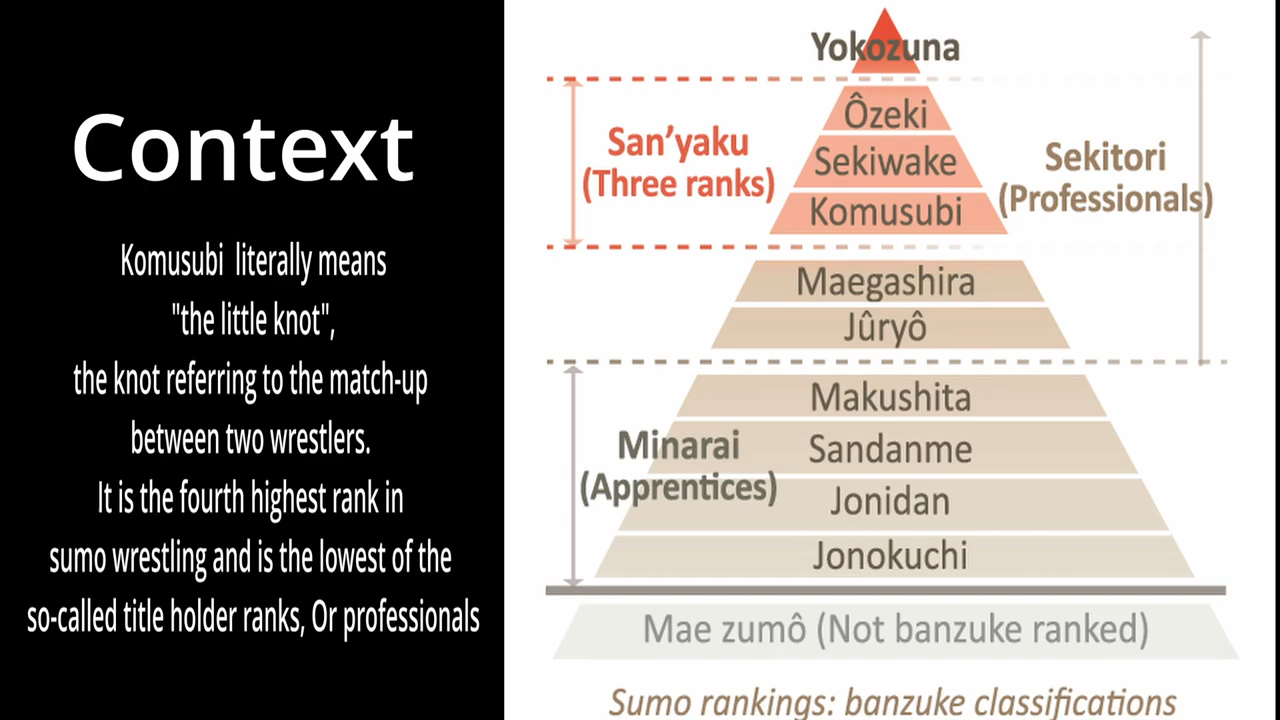 Context
Komusubi  literally means
"the little knot",
the knot referring to the match-up
between two wrestlers.
It is the fourth highest rank in
sumo wrestling and is the lowest of the
so-called title holder ranks, Or professionals
Yokozuna
Ôzeki
Sekiwake
Komusubi
San’yaku
(Three ranks)
Sekitori
(Professionals)
Maegashira
Jûryô
Makushita
Sandanme
Jonidan
Jonokuchi
Minarai
(Apprentices)
Mae zumô (Not banzuke ranked)
Sumo rankings: banzuke classifications